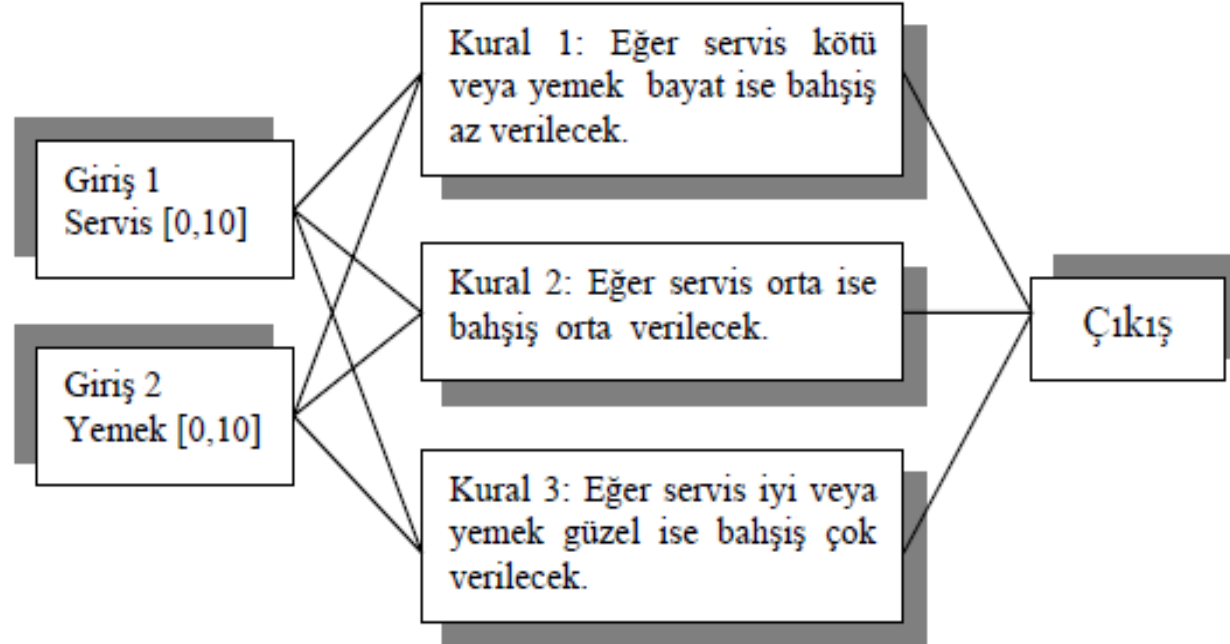 Giriş 1
Servis [0,10]
Giriş 2
Yemek [0,10]
Kural 1: Eğer servis kötü
veya yemek bayat ise bahşiş
az verilecek.
Kural 2: Eğer servis orta ise
bahşiş orta verilecek.
Kural 3: Eğer servis iyi veya
yemek güzel ise bahşiş çok
verilecek.
Çıkış